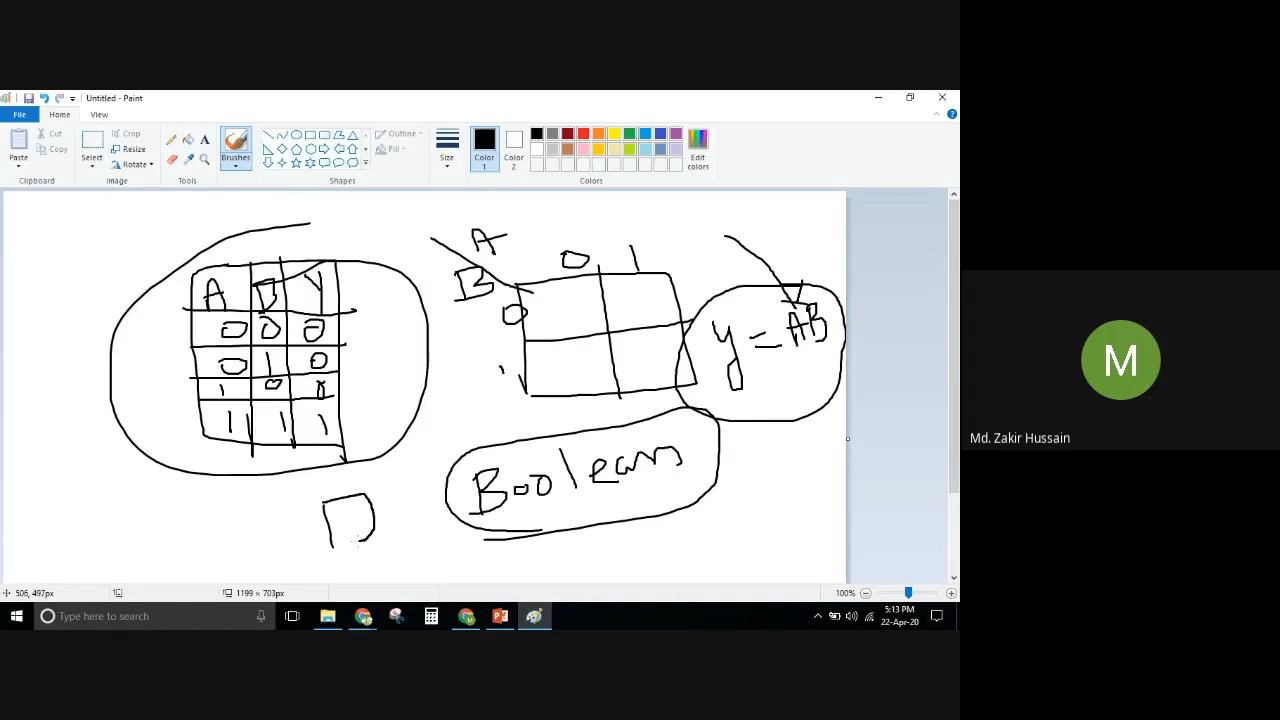 Untitled - Paint
File Home View
Cut
Copy
Paste
Clipboard
Crop
Resize
Rotate
Select
Image
Tools
Brushes
Shapes
Outline
Fill
Size
Color 1
Color 2
Edit colors
Colors
A B Y
0 0 0
0 1 0
1 0 0
1 1 1
A
B
0 1
0
1
y = AB
Boolean
506, 497px
1199 × 703px
100%
Type here to search
5:13 PM
22-Apr-20
M
Md. Zakir Hussain